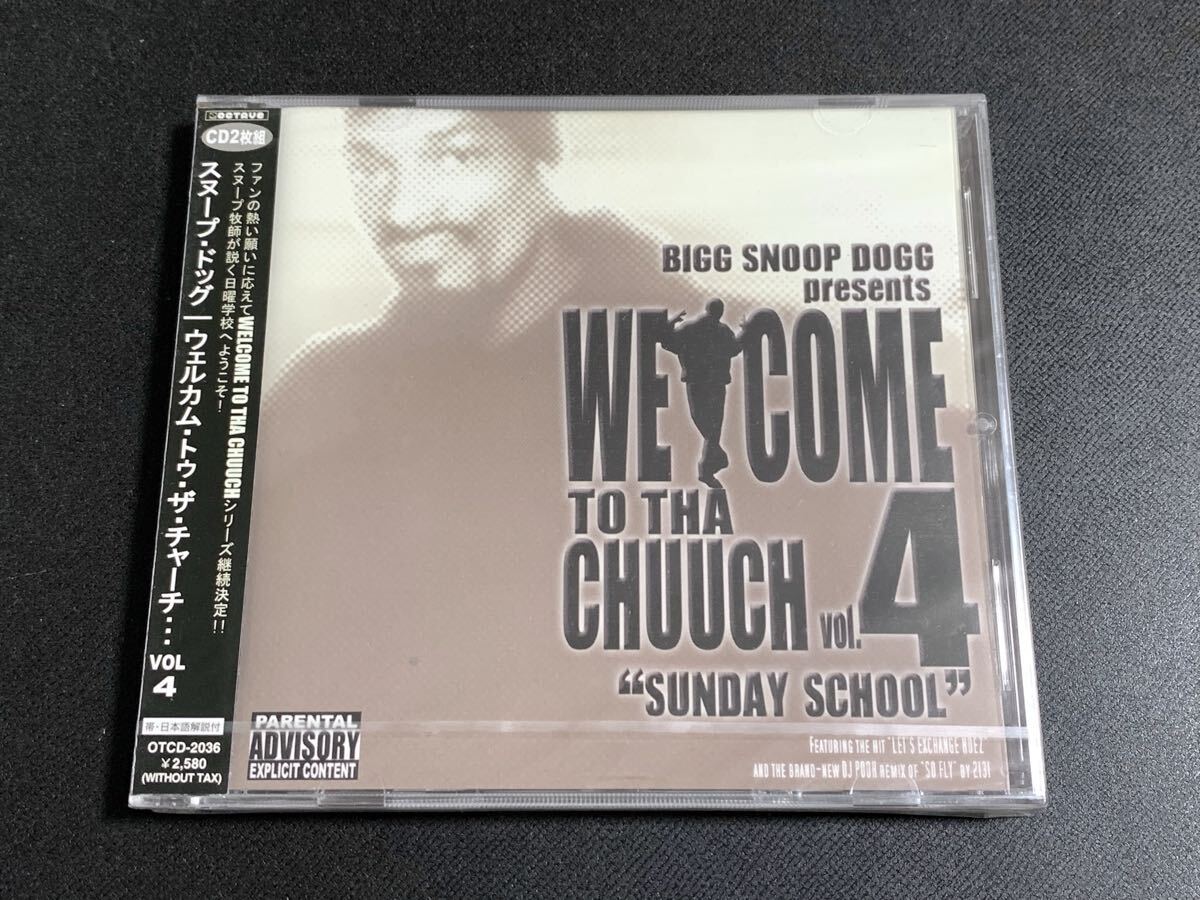 OCTAVE
CD2枚組
ファンの熱い願いに応えてWELCOME TO THA CHUUCHシリーズ継続決定!!
スヌープ牧師が説く日曜学校へようこそ!
スヌープ・ドッグ|ウェルカム・トゥ・ザ・チャーチ... VOL 4
帯・日本語解説付
OTCD-2036
¥2,580
(WITHOUT TAX)
BIGG SNOOP DOGG
presents
WELCOME
TO THA
CHUUCH vol. 4
“SUNDAY SCHOOL”
PARENTAL
ADVISORY
EXPLICIT CONTENT
FEATURING THE HIT "LET'S EXCHANGE HOEZ"
AND THE BRAND-NEW DJ POOH REMIX OF "SO FLY" BY 213!